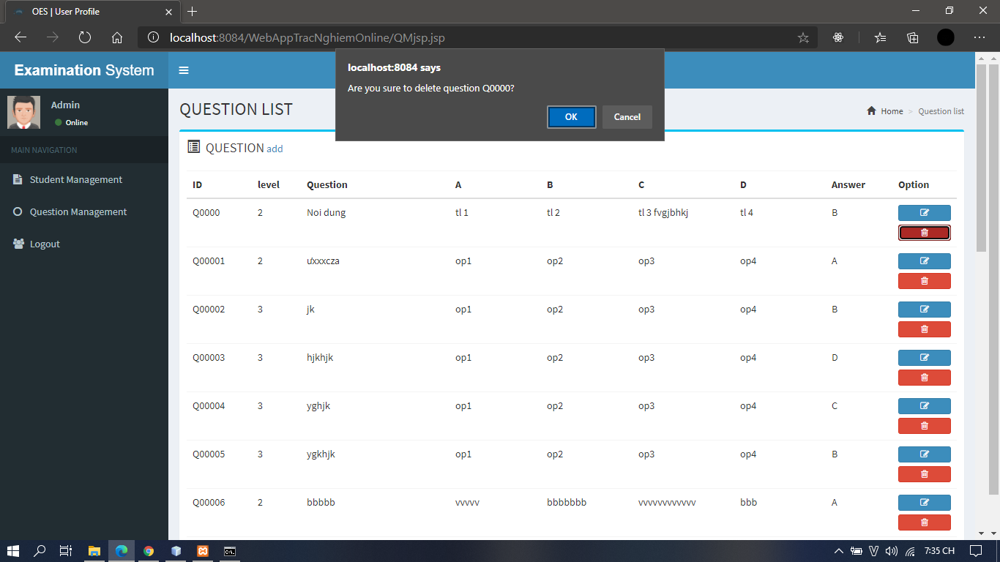 OES | User Profile
localhost:8084/WebAppTracNghiemOnline/QMjsp.jsp
localhost:8084 says
Are you sure to delete question Q0000?
OK Cancel
Examination System
Admin
Online
MAIN NAVIGATION
Student Management
Question Management
Logout
QUESTION LIST
Home > Question list
QUESTION add
ID level Question A B C D Answer Option
Q0000 2 Noi dung tl 1 tl 2 tl 3 fvgjbhkj tl 4 B
Q00001 2 ưxxxcza op1 op2 op3 op4 A
Q00002 3 jk op1 op2 op3 op4 B
Q00003 3 hjkhjk op1 op2 op3 op4 D
Q00004 3 yghjk op1 op2 op3 op4 C
Q00005 3 ygkhjk op1 op2 op3 op4 B
Q00006 2 bbbbb vvvvv bbbbbbb vvvvvvvvvvvv bbb A
7:35 CH